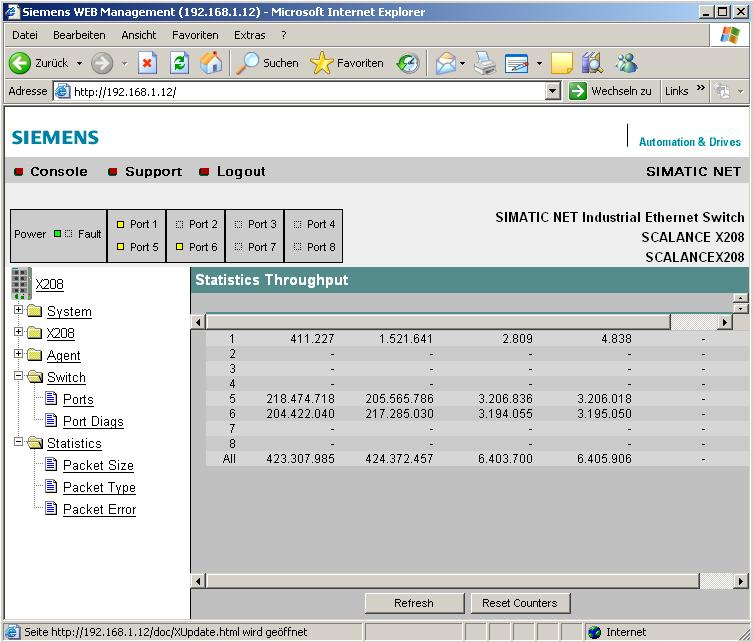 Siemens WEB Management (192.168.1.12) - Microsoft Internet Explorer
Datei Bearbeiten Ansicht Favoriten Extras ?
Zurück Suchen Favoriten
Adresse http://192.168.1.12/ Wechseln zu Links »
SIEMENS
Automation & Drives
Console Support Logout SIMATIC NET
SIMATIC NET Industrial Ethernet Switch
SCALANCE X208
SCALANCEX208
Power Fault
Port 1 Port 2 Port 3 Port 4
Port 5 Port 6 Port 7 Port 8
X208
System
X208
Agent
Switch
Ports
Port Diags
Statistics
Packet Size
Packet Type
Packet Error
Statistics Throughput
1 411.227 1.521.641 2.809 4.838 -
2 - - - - -
3 - - - - -
4 - - - - -
5 218.474.718 205.565.786 3.206.836 3.206.018 -
6 204.422.040 217.285.030 3.194.055 3.195.050 -
7 - - - - -
8 - - - - -
All 423.307.985 424.372.457 6.403.700 6.405.906 -
Refresh Reset Counters
Seite http://192.168.1.12/doc/XUpdate.html wird geöffnet Internet